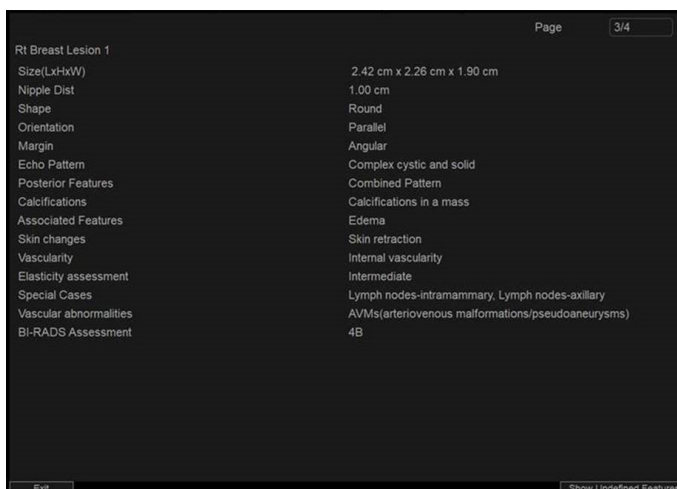 Page 3/4
Rt Breast Lesion 1
Size(LxHxW) 2.42 cm x 2.26 cm x 1.90 cm
Nipple Dist 1.00 cm
Shape Round
Orientation Parallel
Margin Angular
Echo Pattern Complex cystic and solid
Posterior Features Combined Pattern
Calcifications Calcifications in a mass
Associated Features Edema
Skin changes Skin retraction
Vascularity Internal vascularity
Elasticity assessment Intermediate
Special Cases Lymph nodes-intramammary, Lymph nodes-axillary
Vascular abnormalities AVMs(arteriovenous malformations/pseudoaneurysms)
BI-RADS Assessment 4B
Exit Show Undefined Features